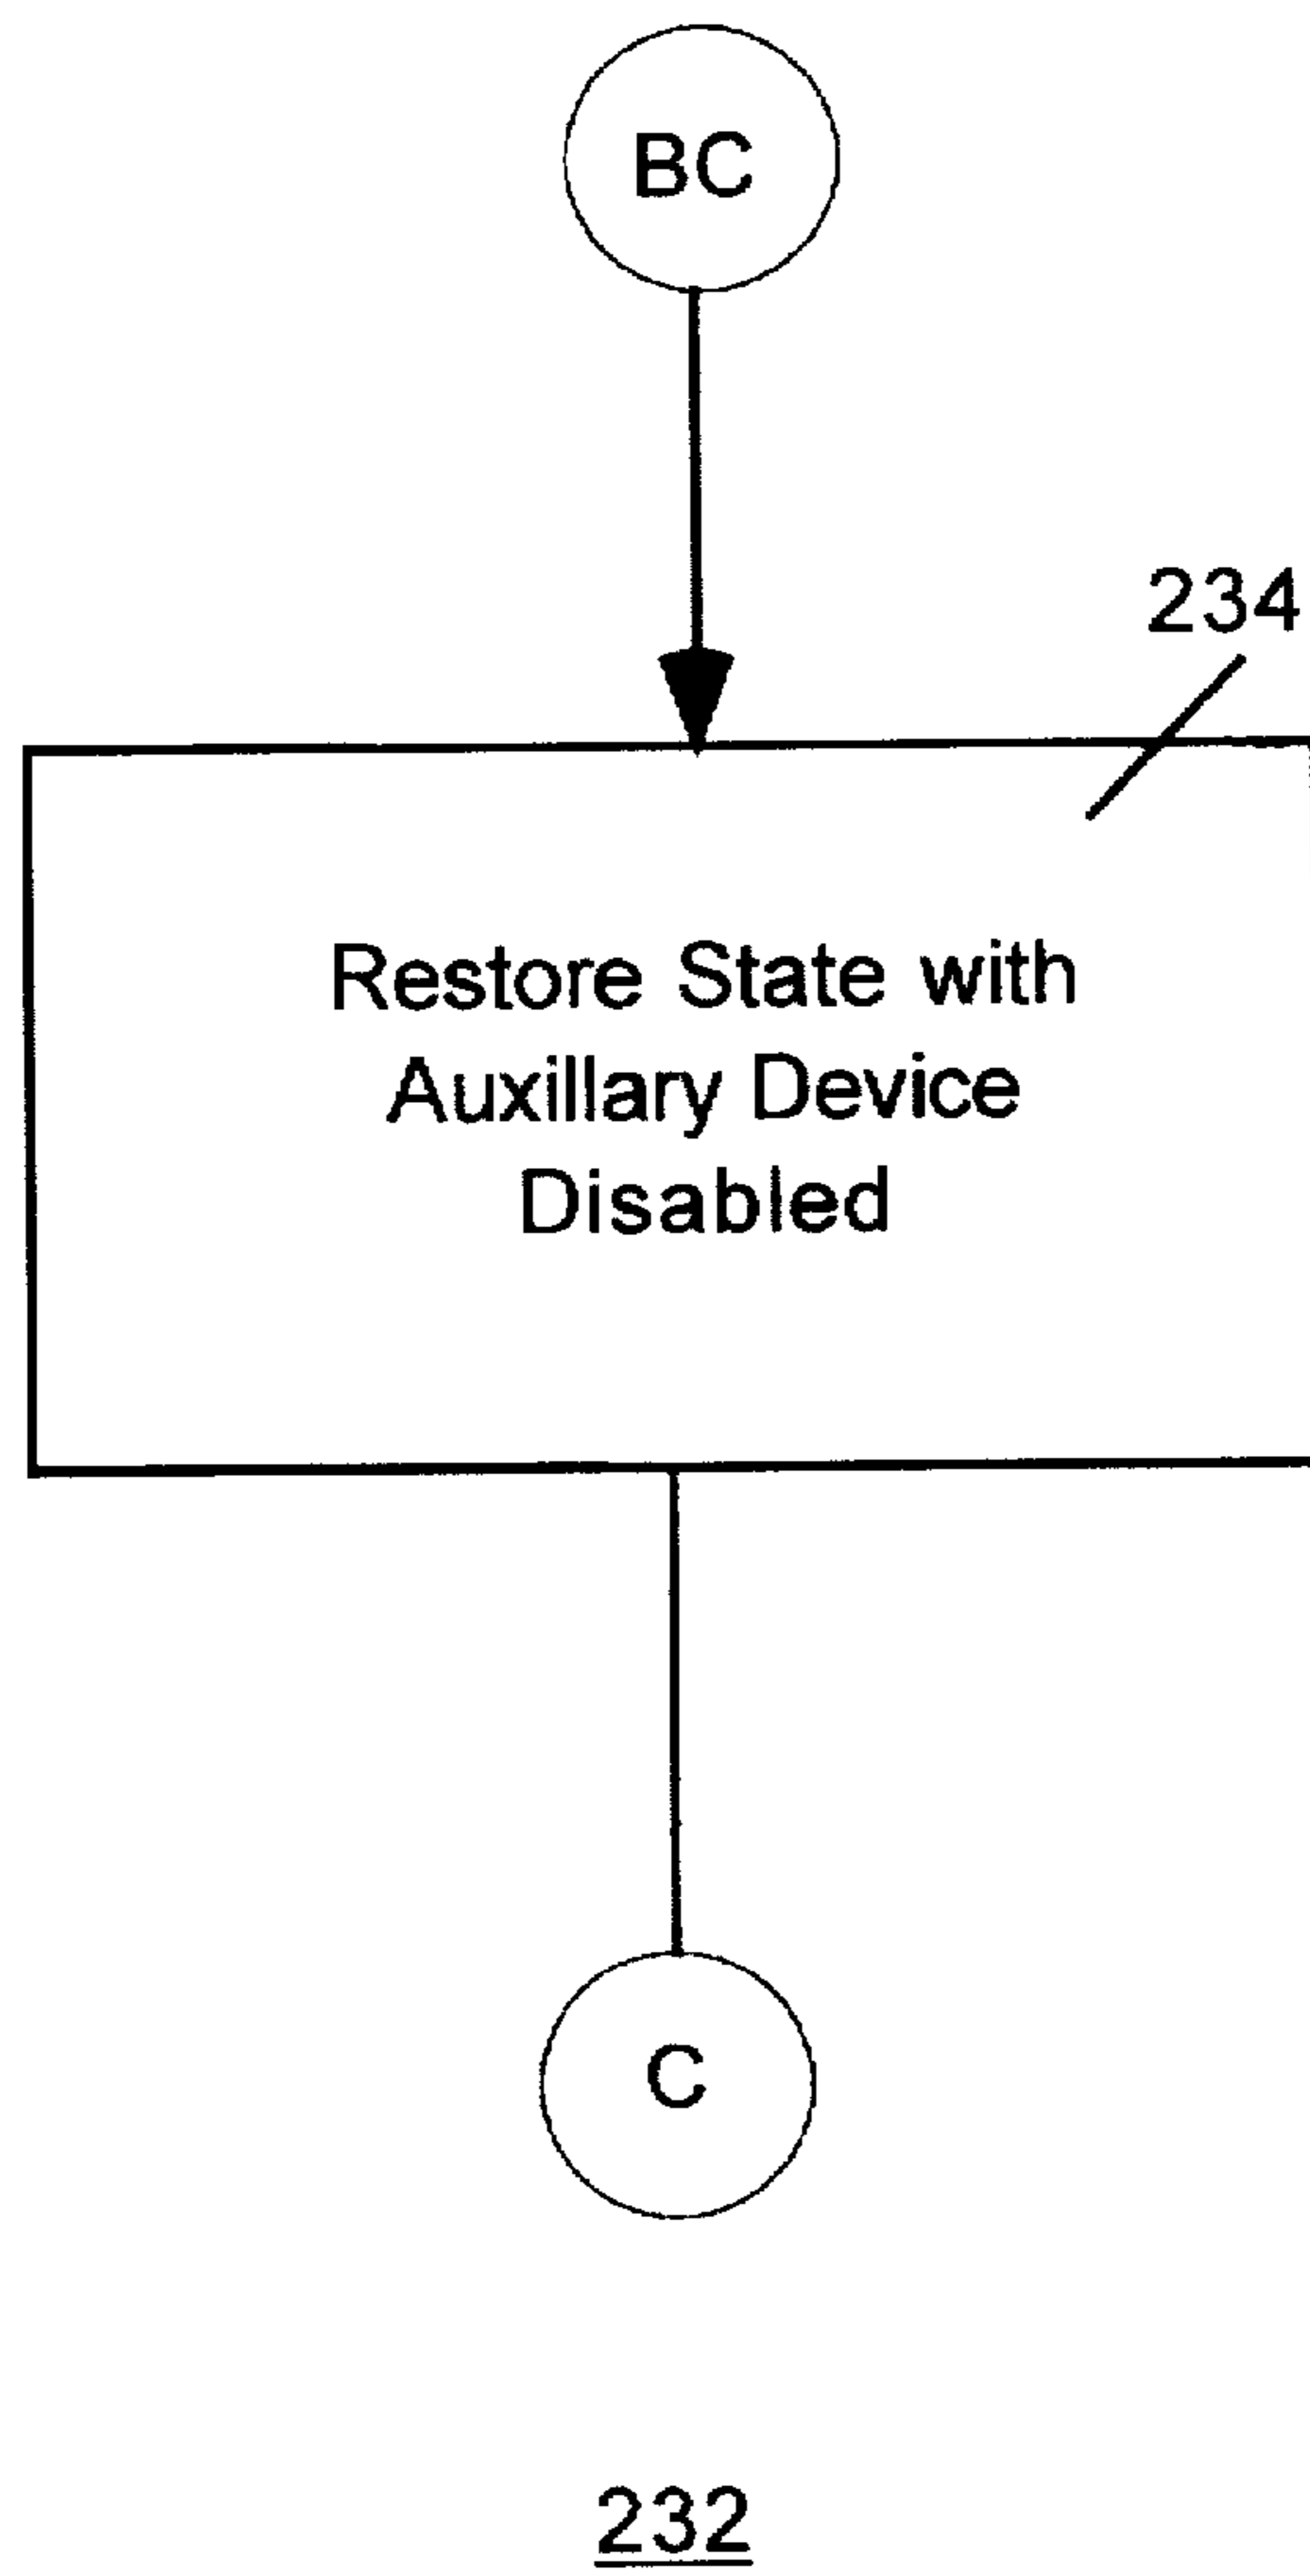 BC
234
Restore State with
Auxillary Device
Disabled
C
232